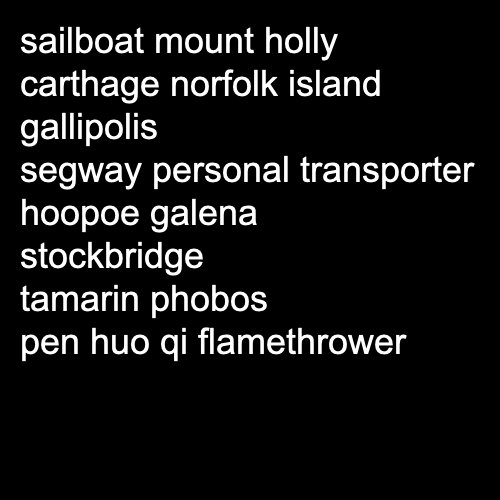 sailboat mount holly
carthage norfolk island
gallipolis
segway personal transporter
hoopoe galena
stockbridge
tamarin phobos
pen huo qi flamethrower